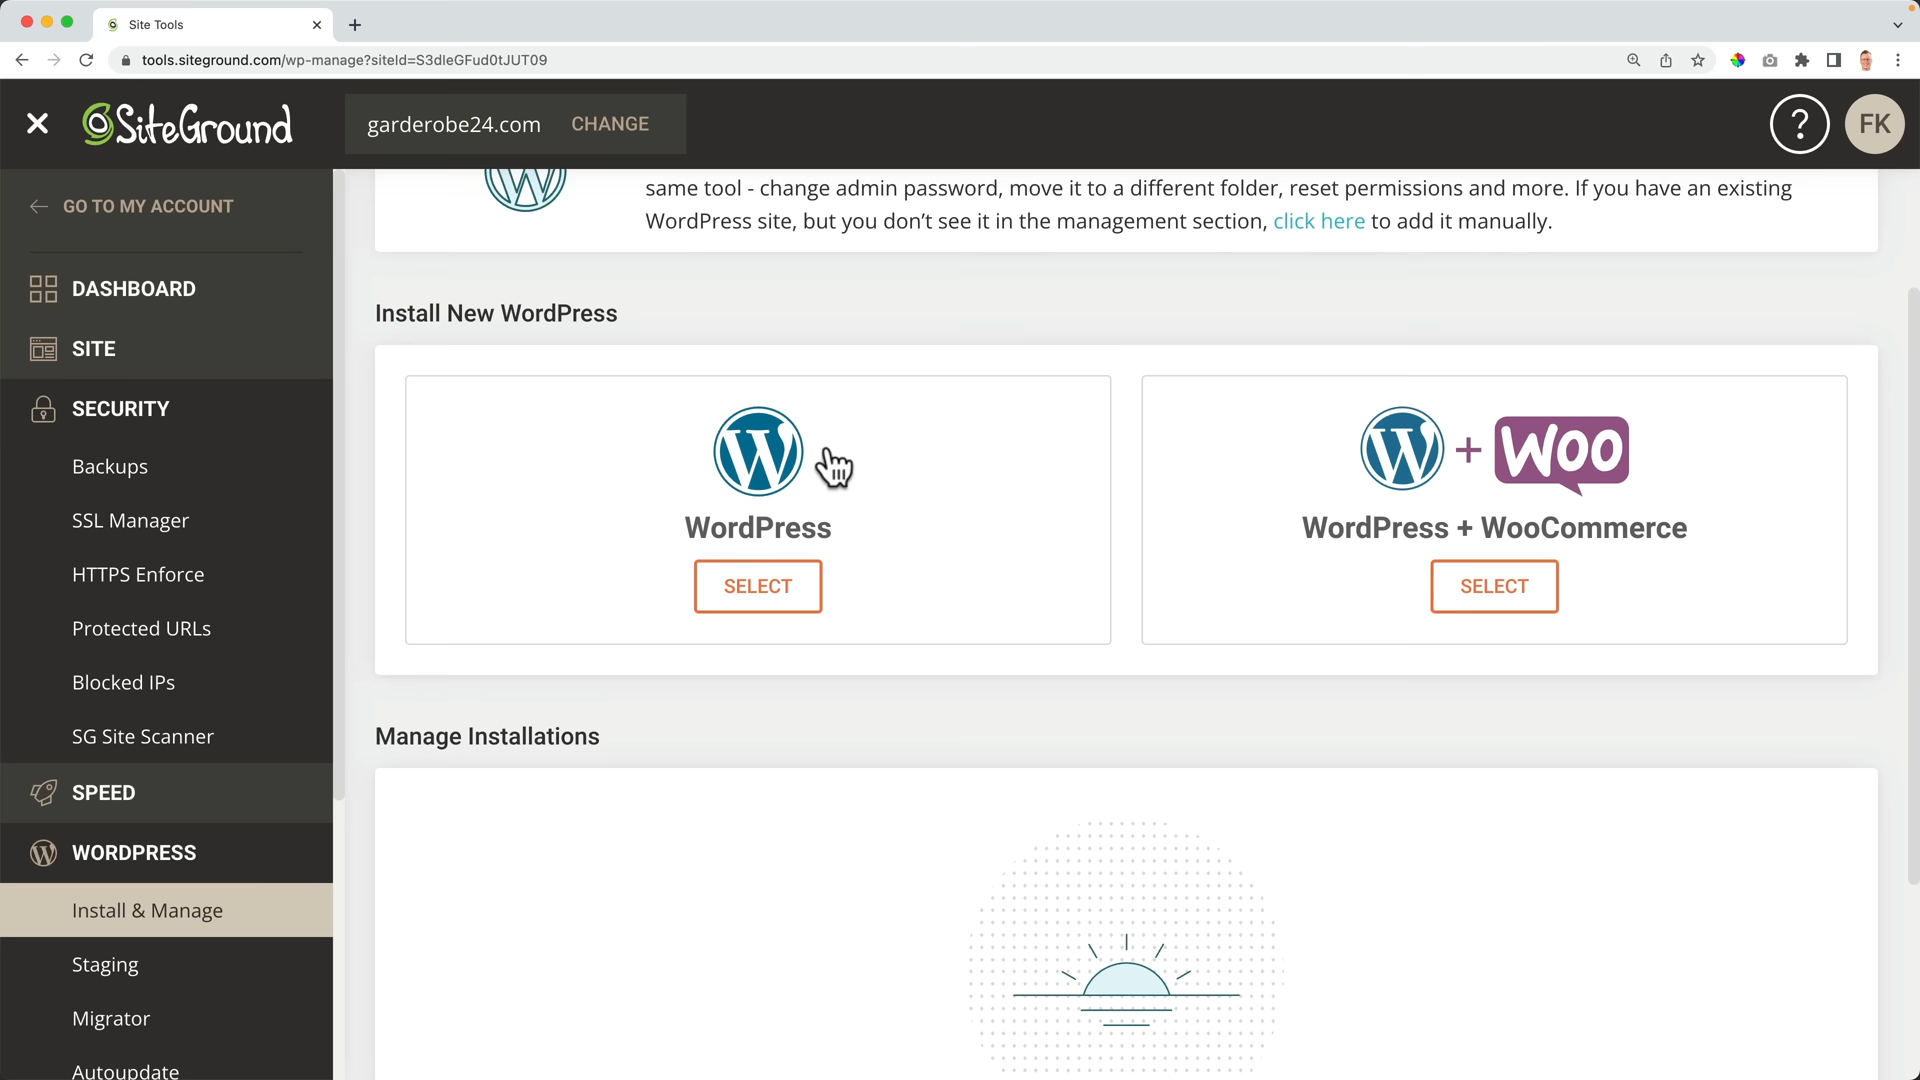 Site Tools
tools.siteground.com/wp-manage?siteId=S3dleGFud0tJUT09
SiteGround
garderobe24.com CHANGE
?
FK
GO TO MY ACCOUNT
DASHBOARD
SITE
SECURITY
Backups
SSL Manager
HTTPS Enforce
Protected URLs
Blocked IPs
SG Site Scanner
SPEED
WORDPRESS
Install & Manage
Staging
Migrator
Autoupdate
same tool - change admin password, move it to a different folder, reset permissions and more. If you have an existing
WordPress site, but you don’t see it in the management section, click here to add it manually.
Install New WordPress
W
WordPress
SELECT
W + WOO
WordPress + WooCommerce
SELECT
Manage Installations